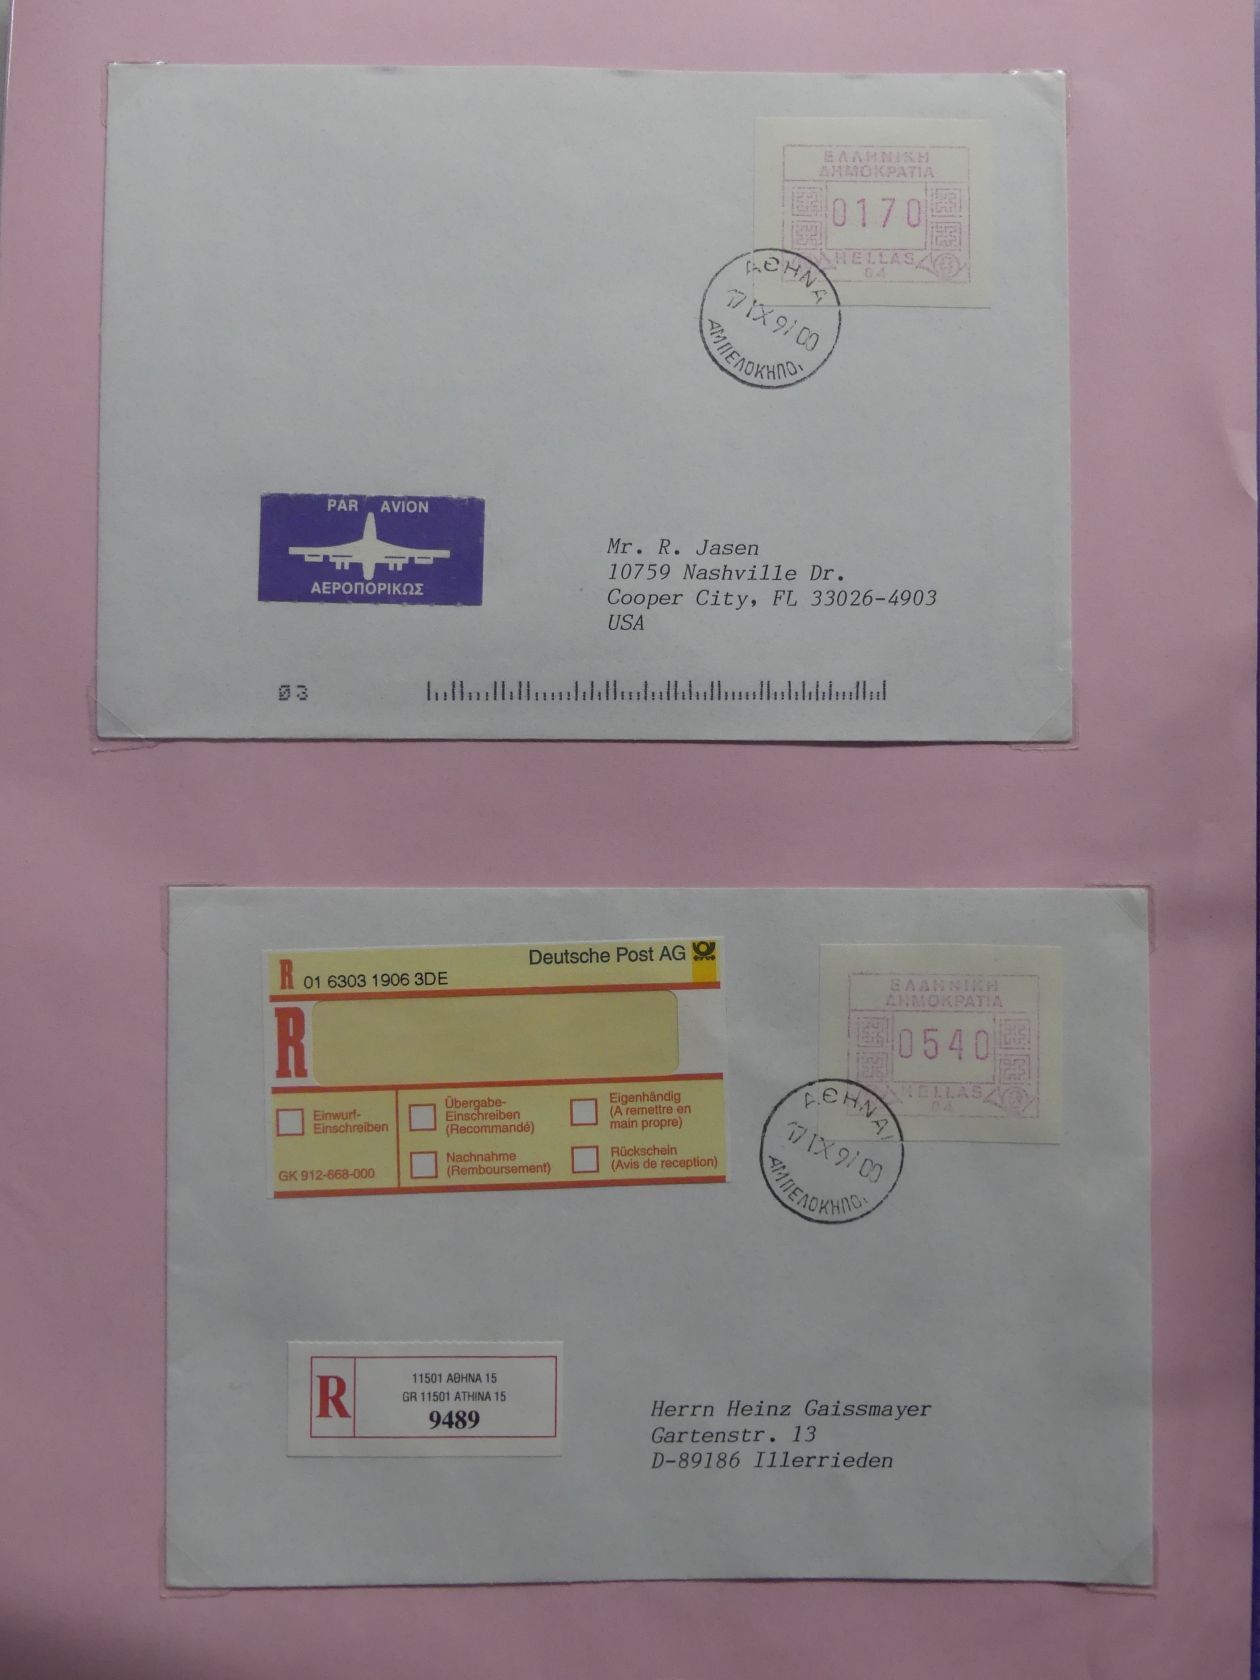 ΕΛΛΗΝΙΚΗ
ΔΗΜΟΚΡΑΤΙΑ
0170
HELLAS
04
ΑΘΗΝΑ
17 IX 97 00
ΑΜΠΕΛΟΚΗΠΟΙ
PAR AVION
ΑΕΡΟΠΟΡΙΚΩΣ
Mr. R. Jasen
10759 Nashville Dr.
Cooper City, FL 33026-4903
USA
03
Deutsche Post AG
R 01 6303 1906 3DE
R
Einwurf-
Einschreiben
Übergabe-
Einschreiben
(Recommandé)
Eigenhändig
(A remettre en
main propre)
GK 912-668-000
Nachnahme
(Remboursement)
Rückschein
(Avis de reception)
ΕΛΛΗΝΙΚΗ
ΔΗΜΟΚΡΑΤΙΑ
0540
HELLAS
04
ΑΘΗΝΑΙ
17 IX 97 00
ΑΜΠΕΛΟΚΗΠΟΙ
R
11501 ΑΘΗΝΑ 15
GR 11501 ATHINA 15
9489
Herrn Heinz Gaissmayer
Gartenstr. 13
D-89186 Illerrieden